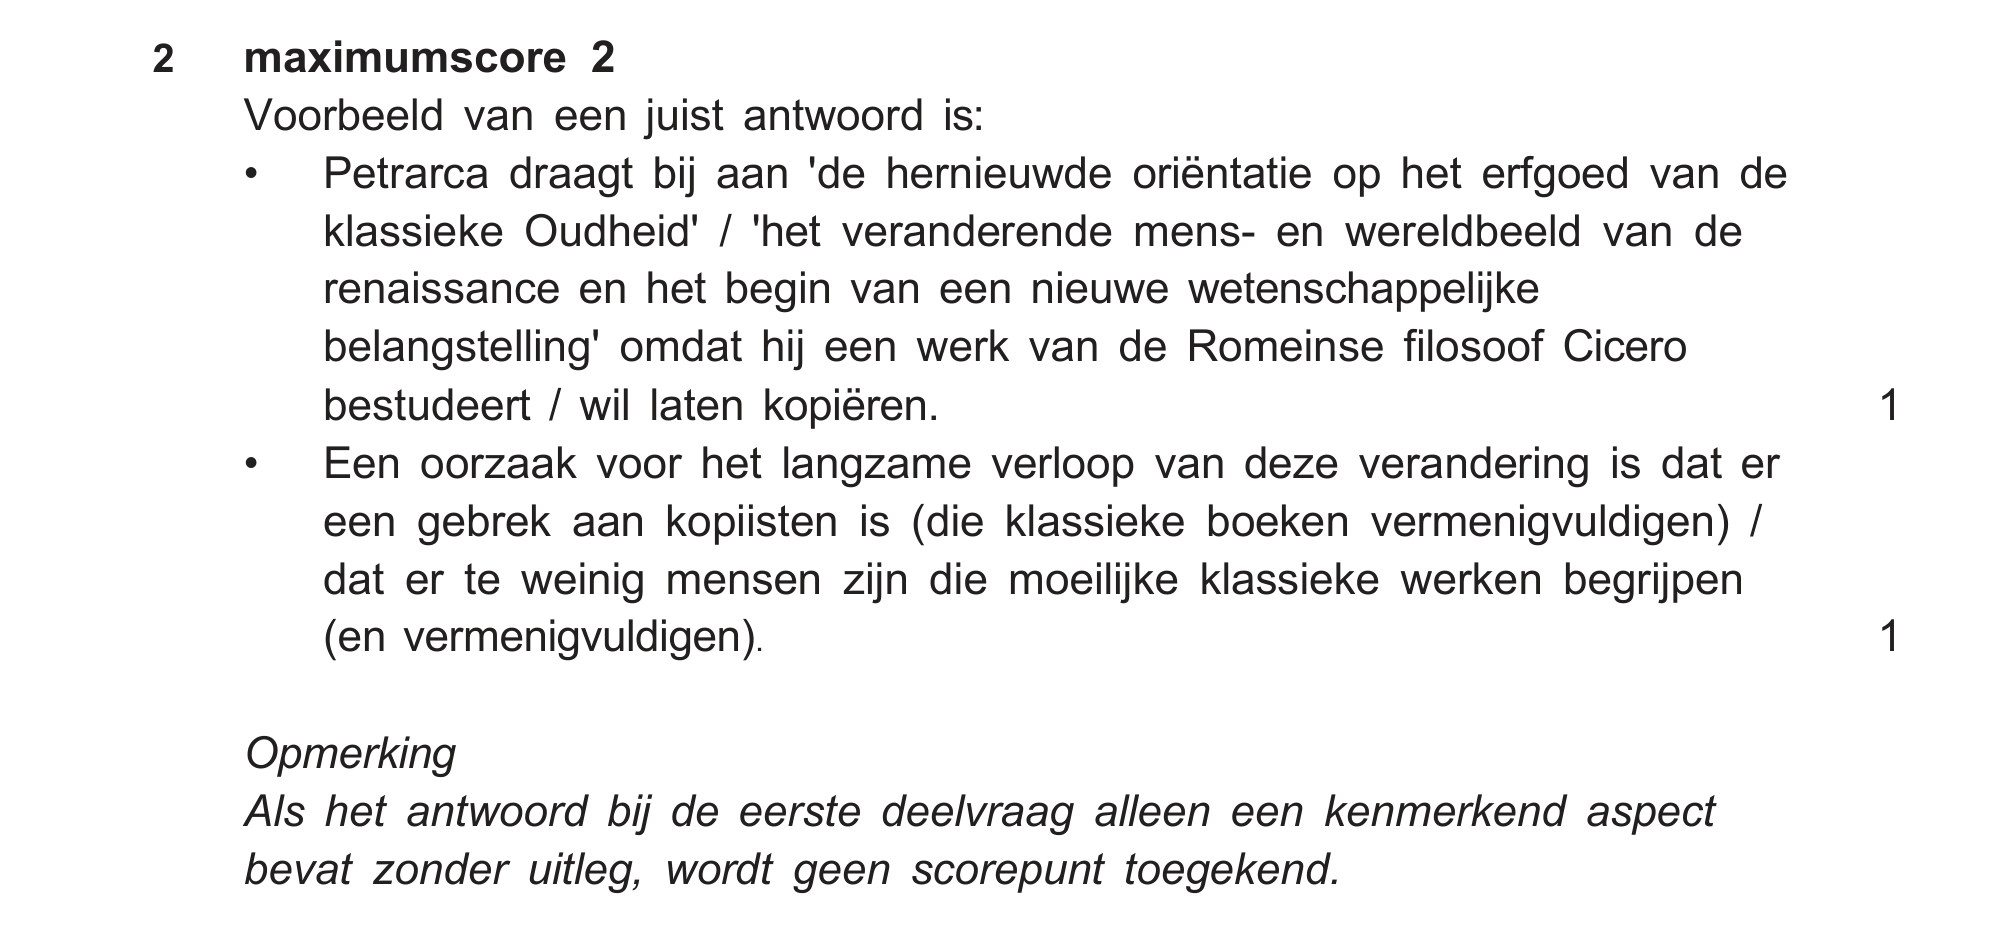 2 maximumscore 2
Voorbeeld van een juist antwoord is:
• Petrarca draagt bij aan 'de hernieuwde oriëntatie op het erfgoed van de
klassieke Oudheid' / 'het veranderende mens- en wereldbeeld van de
renaissance en het begin van een nieuwe wetenschappelijke
belangstelling' omdat hij een werk van de Romeinse filosoof Cicero
bestudeert / wil laten kopiëren. 1
• Een oorzaak voor het langzame verloop van deze verandering is dat er
een gebrek aan kopiisten is (die klassieke boeken vermenigvuldigen) /
dat er te weinig mensen zijn die moeilijke klassieke werken begrijpen
(en vermenigvuldigen). 1
Opmerking
Als het antwoord bij de eerste deelvraag alleen een kenmerkend aspect
bevat zonder uitleg, wordt geen scorepunt toegekend.